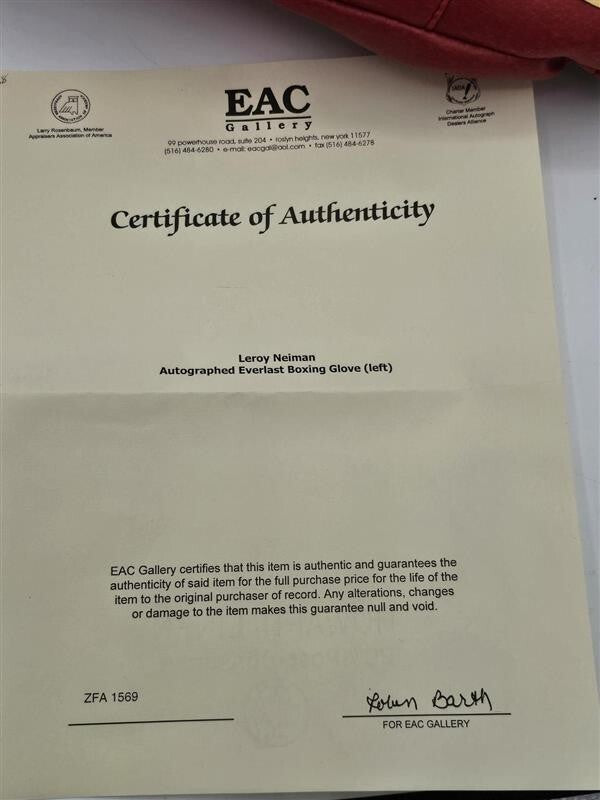 Larry Rosenbaum, Member
Appraisers Association of America
EAC
Gallery
99 powerhouse road, suite 204 • roslyn heights, new york 11577
(516) 484-6280 • e-mail: eacgal@aol.com • fax (516) 484-6278
IADA
Charter Member
International Autograph
Dealers Alliance
Certificate of Authenticity
Leroy Neiman
Autographed Everlast Boxing Glove (left)
EAC Gallery certifies that this item is authentic and guarantees the
authenticity of said item for the full purchase price for the life of the
item to the original purchaser of record. Any alterations, changes
or damage to the item makes this guarantee null and void.
ZFA 1569
Barth
FOR EAC GALLERY